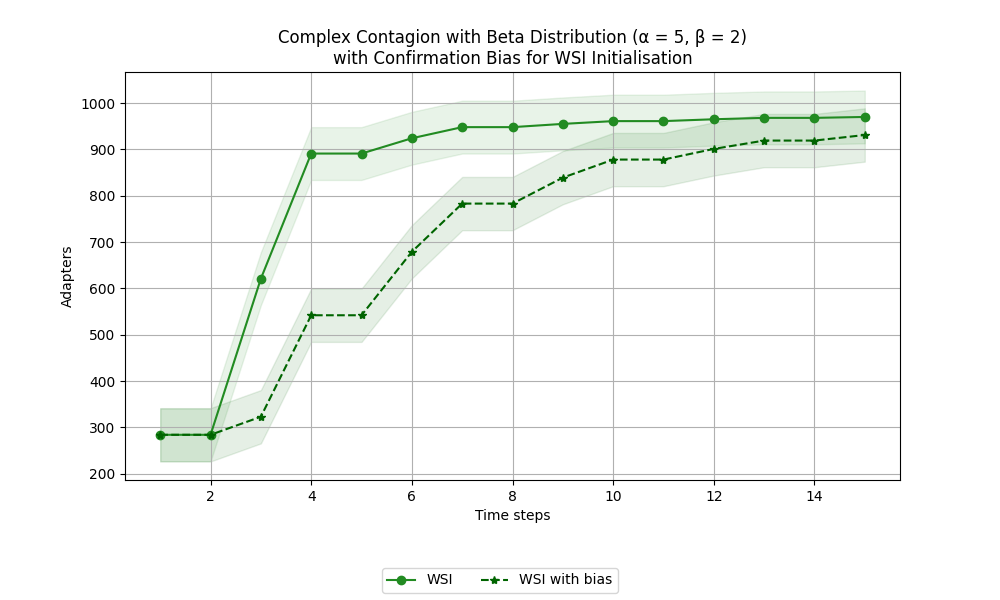 Complex Contagion with Beta Distribution (α = 5, β = 2)
with Confirmation Bias for WSI Initialisation
Adapters
1000
900
800
700
600
500
400
300
200
2 4 6 8 10 12 14
Time steps
WSI WSI with bias